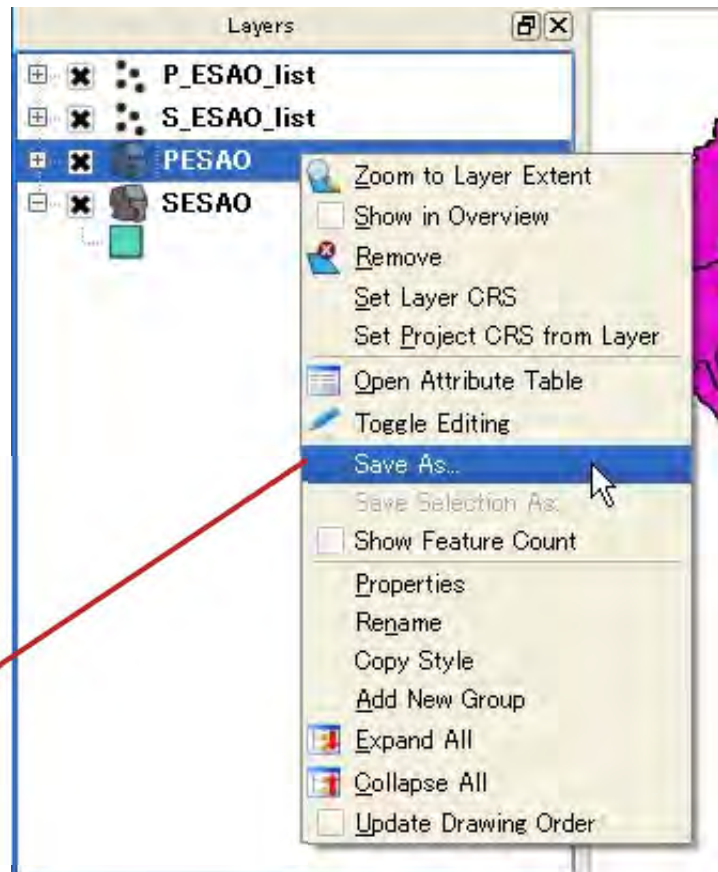 Layers
P_ESAO_list
S_ESAO_list
PESAO
SESAO
Zoom to Layer Extent
Show in Overview
Remove
Set Layer CRS
Set Project CRS from Layer
Open Attribute Table
Toggle Editing
Save As...
Save Selection As
Show Feature Count
Properties
Rename
Copy Style
Add New Group
Expand All
Collapse All
Update Drawing Order